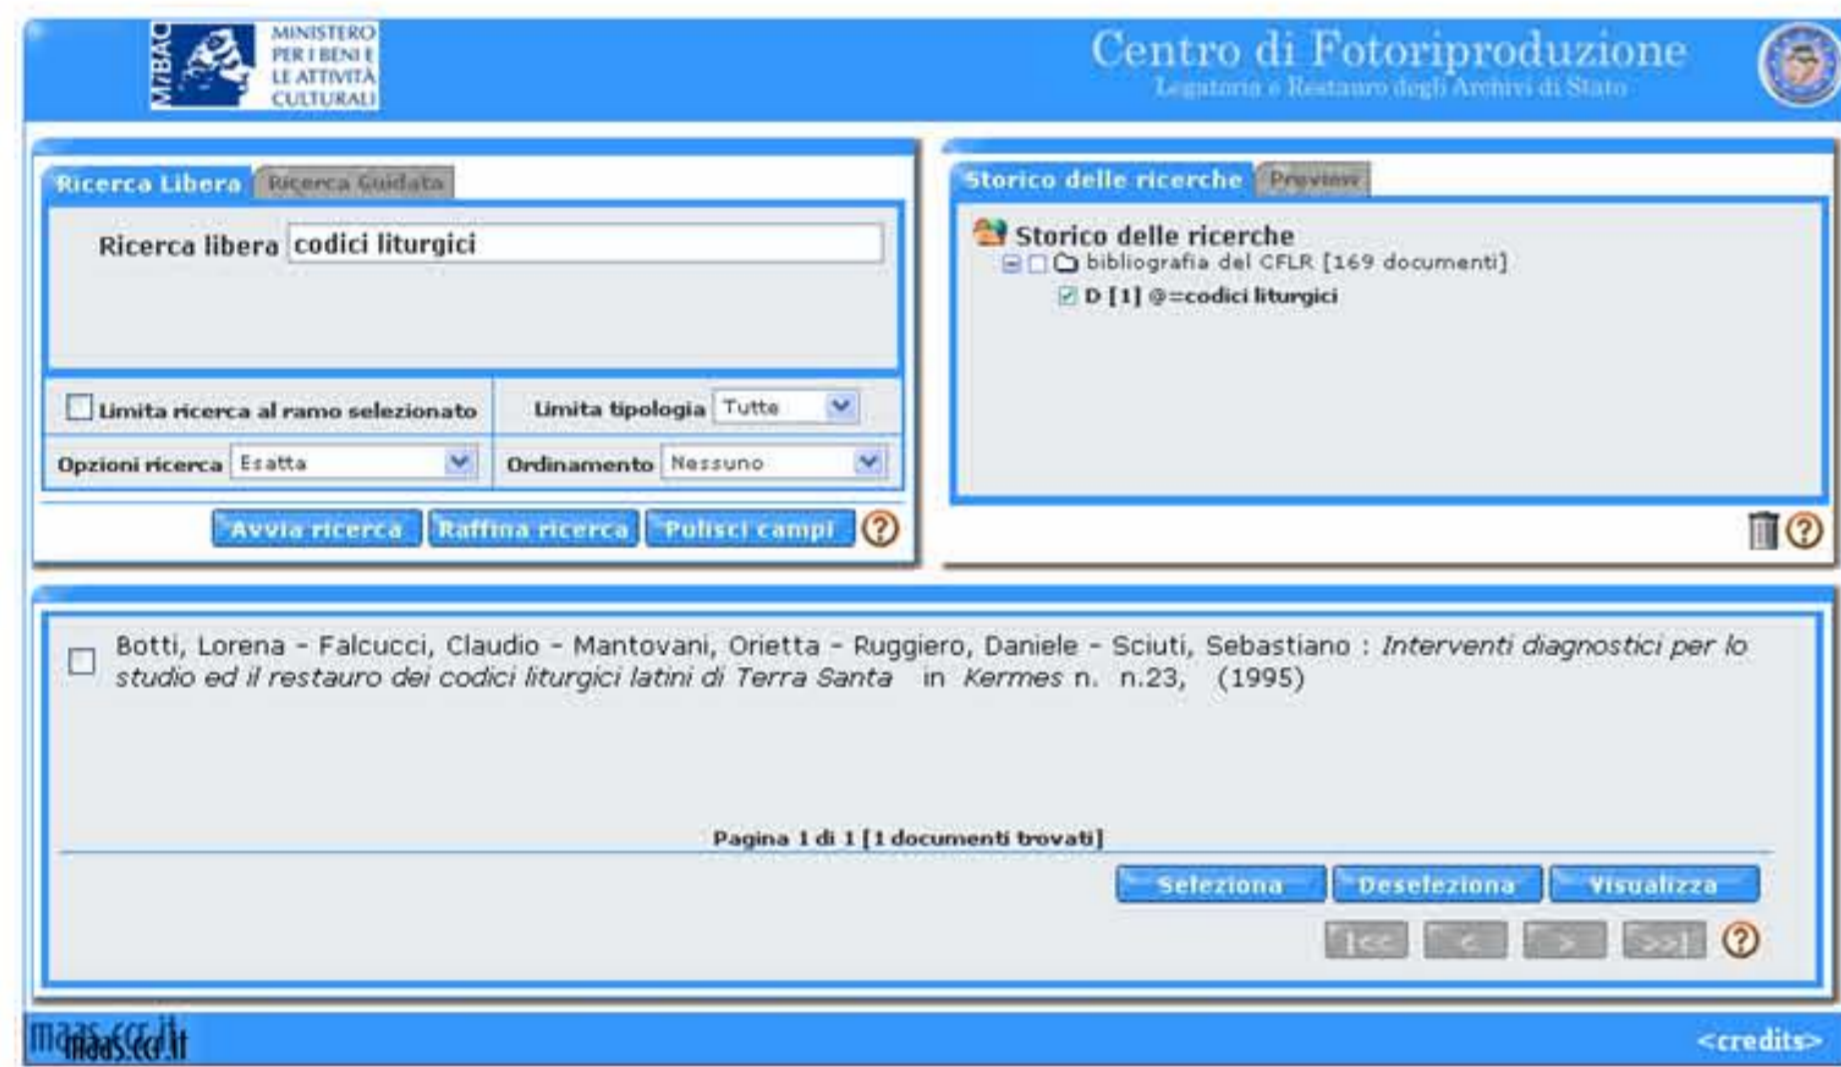 MiBAC
MINISTERO
PER I BENI E
LE ATTIVITÀ
CULTURALI
Centro di Fotoriproduzione
Legatoria e Restauro degli Archivi di Stato
Ricerca Libera
Ricerca Guidata
Ricerca libera codici liturgici
Limita ricerca al ramo selezionato
Limita tipologia Tutte
Opzioni ricerca Esatta
Ordinamento Nessuno
Avvia ricerca
Raffina ricerca
Pulisci campi
?
Storico delle ricerche
Preview
Storico delle ricerche
bibliografia del CFLR [169 documenti]
D [1] @=codici liturgici
?
Botti, Lorena - Falcucci, Claudio - Mantovani, Orietta - Ruggiero, Daniele - Sciuti, Sebastiano : Interventi diagnostici per lo
studio ed il restauro dei codici liturgici latini di Terra Santa in Kermes n. n.23, (1995)
Pagina 1 di 1 [1 documenti trovati]
Seleziona
Deseleziona
Visualizza
|<<
<
>
>>|
?
maas.ccr.it
maas.ccr.it
<credits>